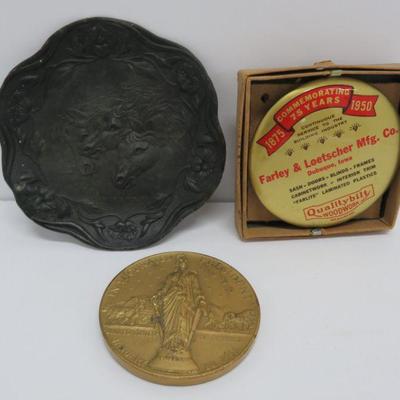 COMMEMORATING
1875 75 YEARS 1950
CONTINUOUS
SERVICE TO THE
BUILDING INDUSTRY
Farley & Loetscher Mfg. Co.
Dubuque, Iowa
SASH - DOORS - BLINDS - FRAMES
CABINETWORK - INTERIOR TRIM
"FARLITE" LAMINATED PLASTICS
Qualitybilt
WOODWORK